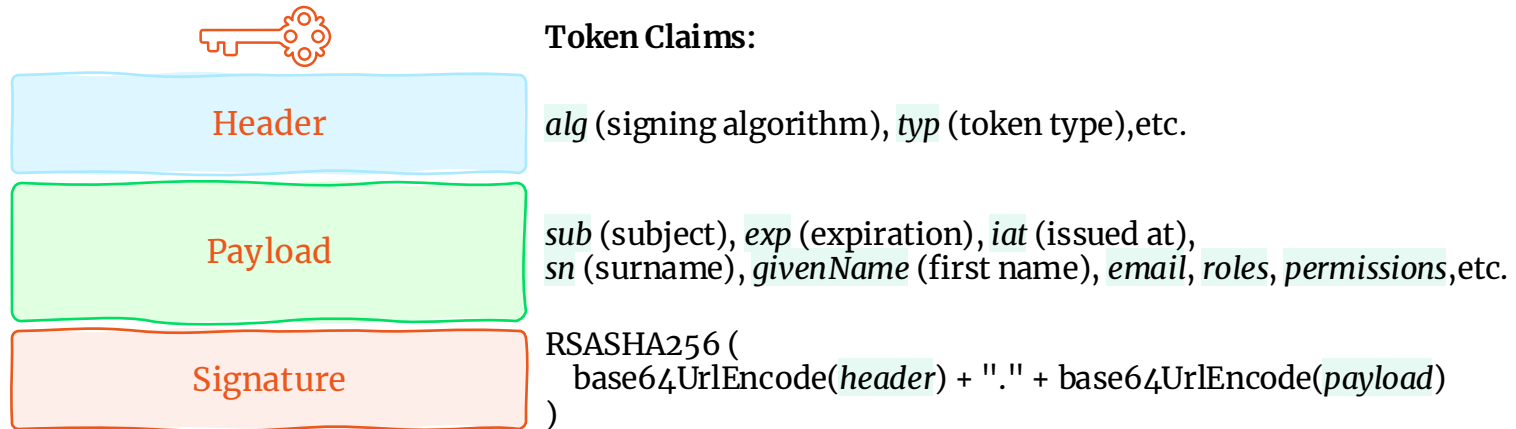 Token Claims:
Header
alg (signing algorithm), typ (token type),etc.
Payload
sub (subject), exp (expiration), iat (issued at),
sn (surname), givenName (first name), email, roles, permissions,etc.
Signature
RSASHA256 (
base64UrlEncode(header) + "." + base64UrlEncode(payload)
)